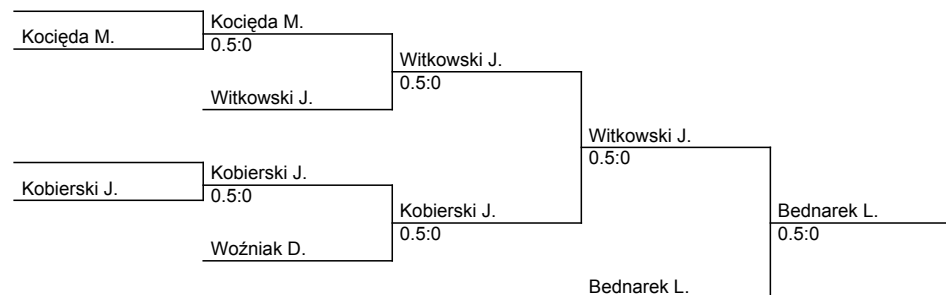 Kocięda M.
Kocięda M.
0.5:0
Witkowski J.
Witkowski J.
0.5:0
Kobierski J.
Kobierski J.
0.5:0
Woźniak D.
Kobierski J.
0.5:0
Witkowski J.
0.5:0
Bednarek L.
Bednarek L.
0.5:0